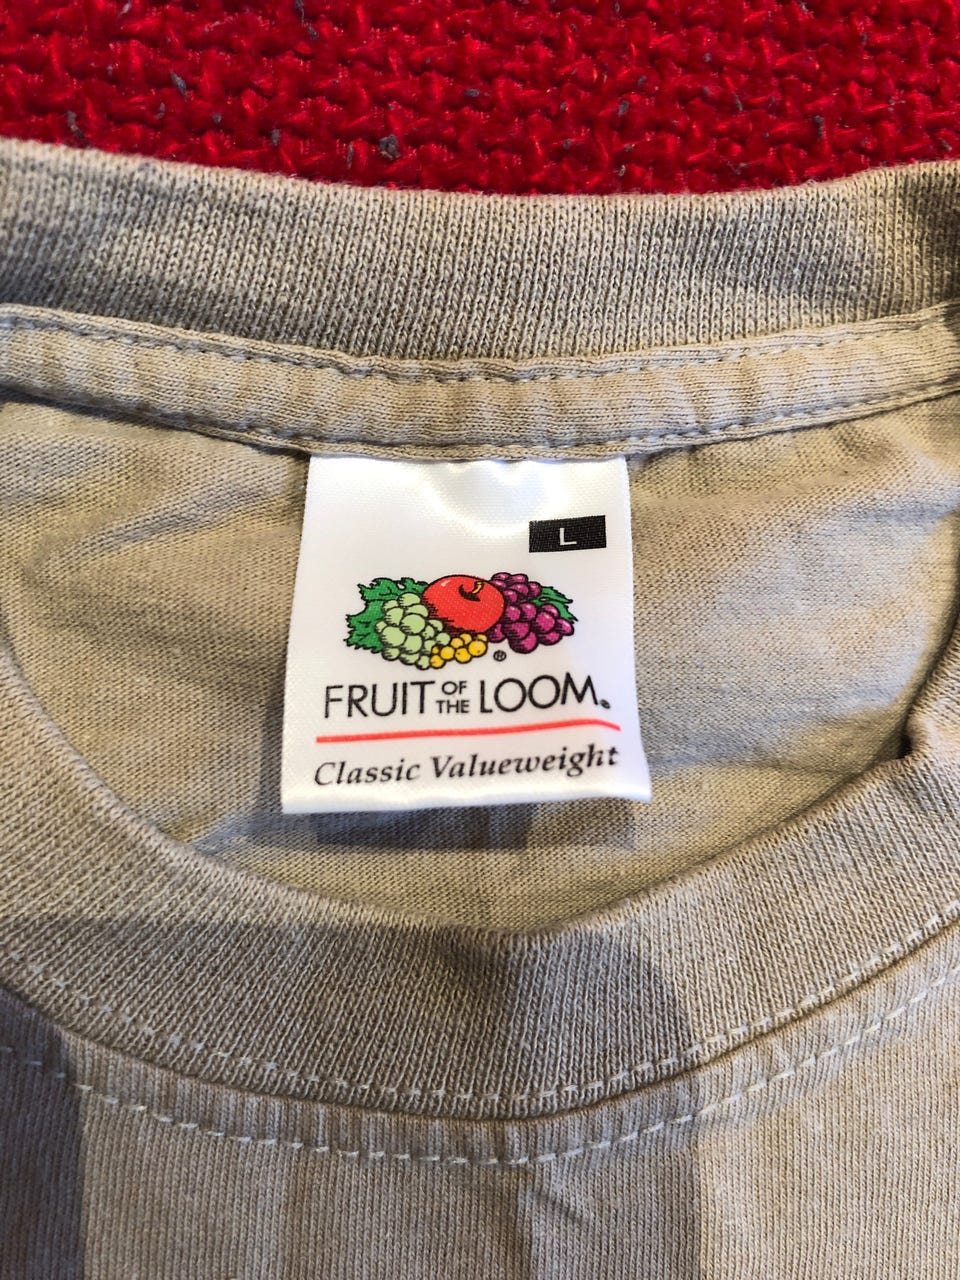 L
®
FRUIT OF THE LOOM®
Classic Valueweight